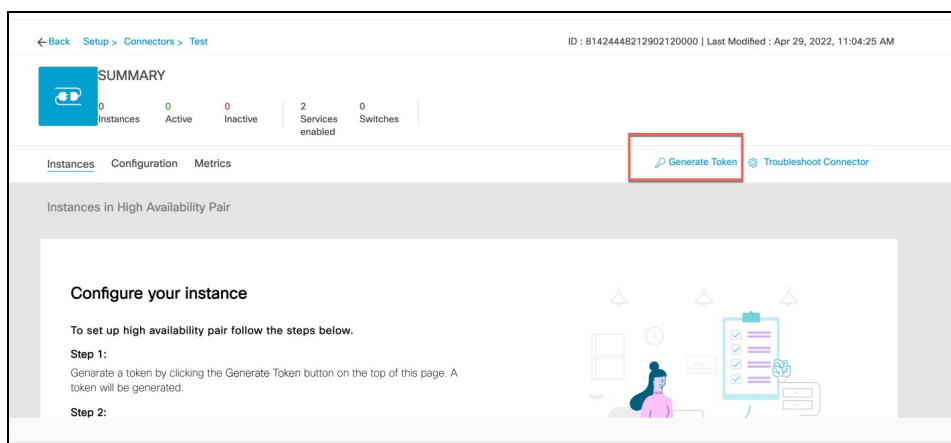 Back Setup > Connectors > Test
ID : 81424448212902120000 | Last Modified : Apr 29, 2022, 11:04:25 AM
SUMMARY
0 0 0 2 0
Instances Active Inactive Services enabled Switches
Instances Configuration Metrics
Generate Token Troubleshoot Connector
Instances in High Availability Pair
Configure your instance
To set up high availability pair follow the steps below.
Step 1:
Genarate a token by clicking the Generate Token button on the top of this page. A
token will be generated.
Step 2: